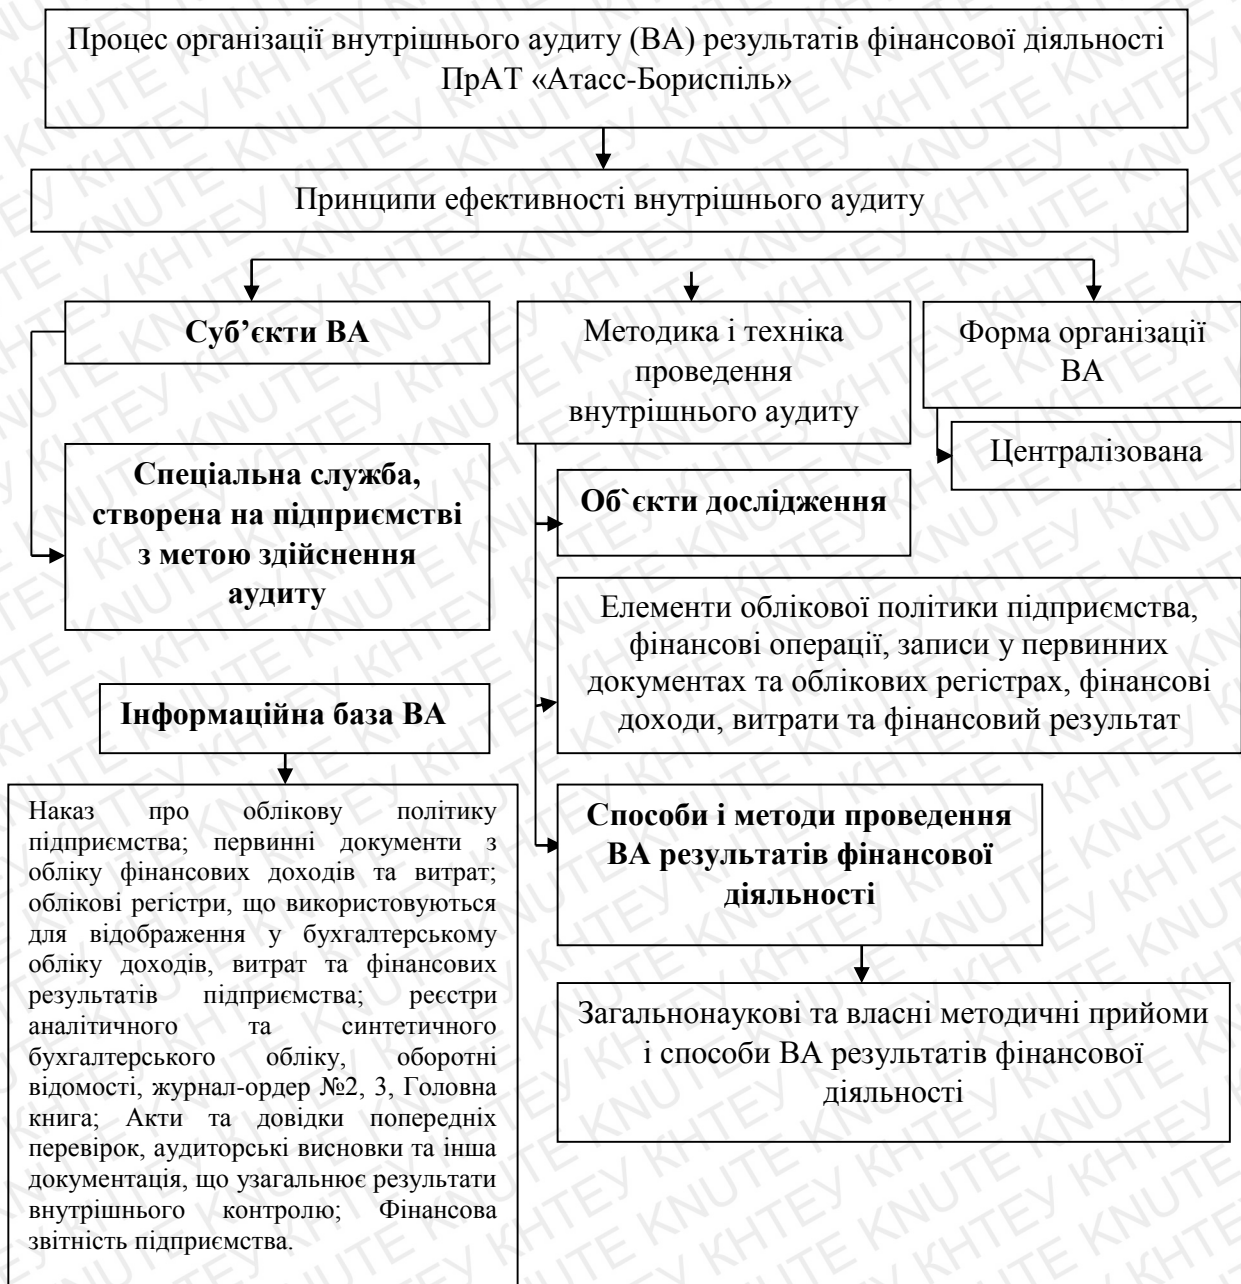 Процес організації внутрішнього аудиту (ВА) результатів фінансової діяльності
ПрАТ «Атасс-Бориспіль»
Принципи ефективності внутрішнього аудиту
Суб’єкти ВА
Спеціальна служба,
створена на підприємстві
з метою здійснення
аудиту
Інформаційна база ВА
Наказ про облікову політику
підприємства; первинні документи з
обліку фінансових доходів та витрат;
облікові регістри, що використовуються
для відображення у бухгалтерському
обліку доходів, витрат та фінансових
результатів підприємства; реєстри
аналітичного та синтетичного
бухгалтерського обліку, оборотні
відомості, журнал-ордер №2, 3, Головна
книга; Акти та довідки попередніх
перевірок, аудиторські висновки та інша
документація, що узагальнює результати
внутрішнього контролю; Фінансова
звітність підприємства.
Методика і техніка
проведення
внутрішнього аудиту
Об`єкти дослідження
Елементи облікової політики підприємства,
фінансові операції, записи у первинних
документах та облікових регістрах, фінансові
доходи, витрати та фінансовий результат
Способи і методи проведення
ВА результатів фінансової
діяльності
Загальнонаукові та власні методичні прийоми
і способи ВА результатів фінансової
діяльності
Форма організації
ВА
Централізована